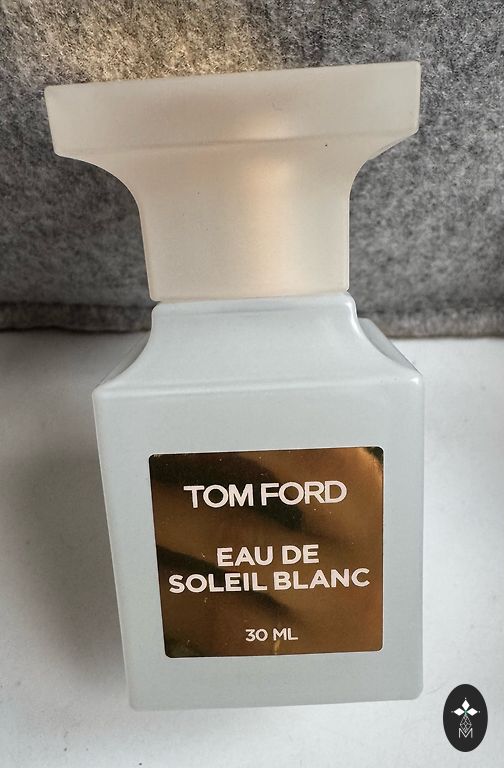 TOM FORD
EAU DE
SOLEIL BLANC
30 ML
M